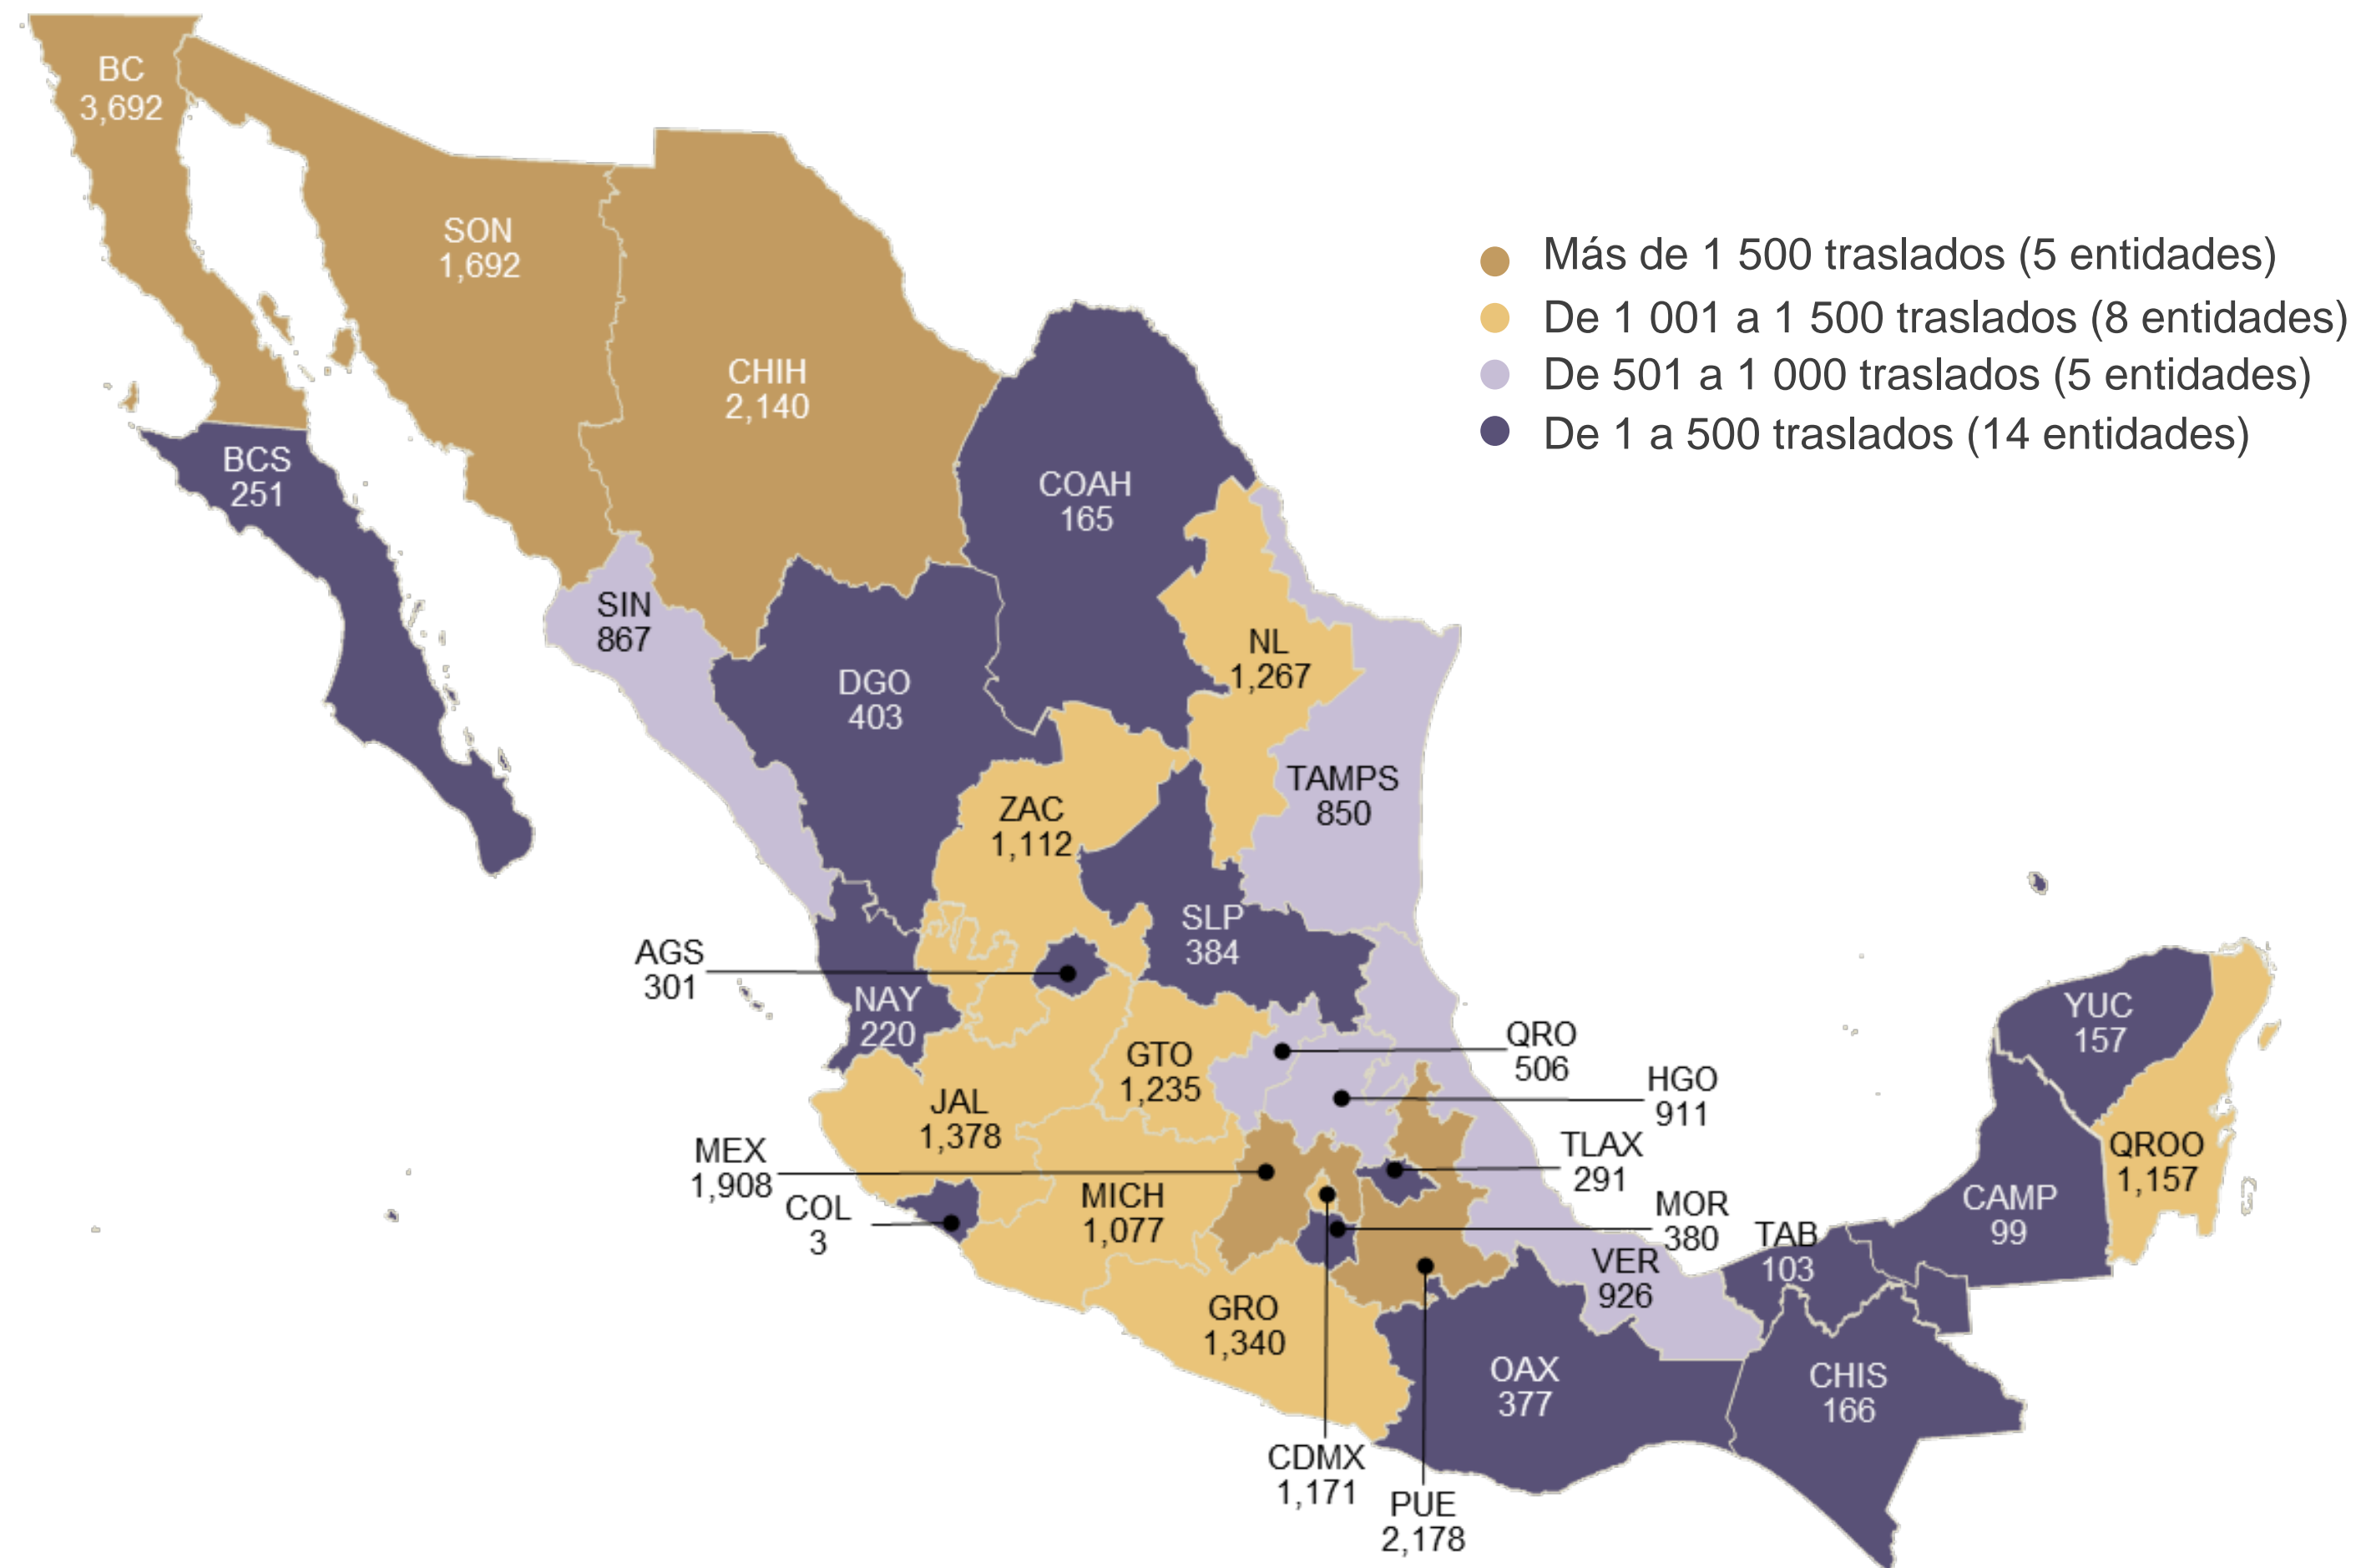 BC
3,692
SON
1,692
CHIH
2,140
Más de 1 500 traslados (5 entidades)
De 1 001 a 1 500 traslados (8 entidades)
De 501 a 1 000 traslados (5 entidades)
De 1 a 500 traslados (14 entidades)
BCS
251
COAH
165
SIN
867
NL
1,267
DGO
403
TAMPS
850
ZAC
1,112
SLP
384
AGS
301
NAY
220
YUC
157
QRO
506
GTO
1,235
HGO
911
JAL
1,378
TLAX
291
QROO
1,157
MEX
1,908
MICH
1,077
CAMP
99
COL
3
MOR
380
TAB
103
VER
926
GRO
1,340
OAX
377
CHIS
166
CDMX
1,171
PUE
2,178